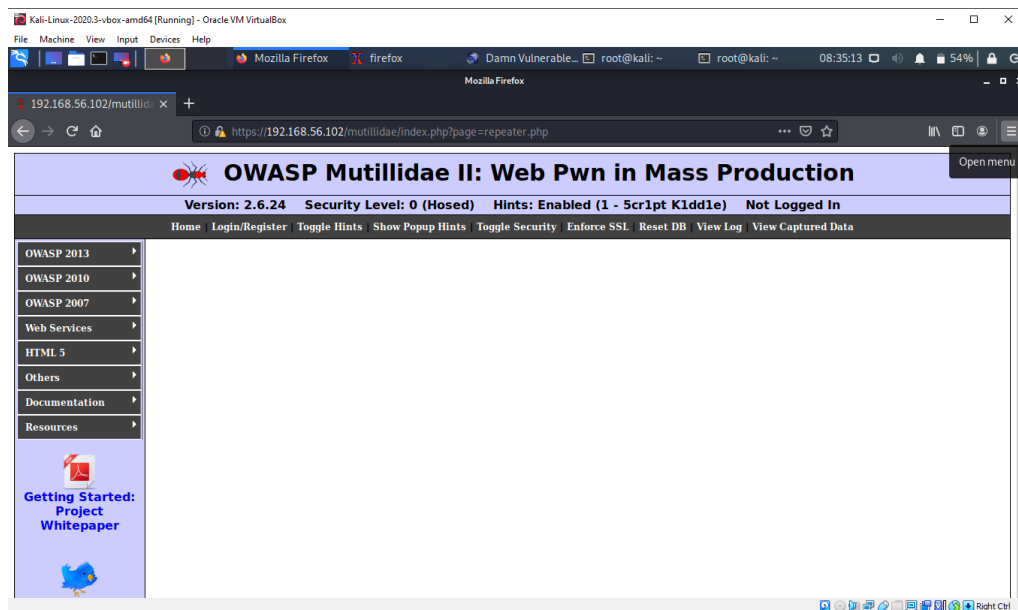 Kali-Linux-2020.3-vbox-amd64 [Running] - Oracle VM VirtualBox
File Machine View Input Devices Help
Mozilla Firefox firefox Damn Vulnerable... root@kali: ~ root@kali: ~ 08:35:13 54%
Mozilla Firefox
192.168.56.102/mutillida
https://192.168.56.102/mutillidae/index.php?page=repeater.php
Open menu
OWASP Mutillidae II: Web Pwn in Mass Production
Version: 2.6.24 Security Level: 0 (Hosed) Hints: Enabled (1 - 5cr1pt K1dd1e) Not Logged In
Home | Login/Register | Toggle Hints | Show Popup Hints | Toggle Security | Enforce SSL | Reset DB | View Log | View Captured Data
OWASP 2013
OWASP 2010
OWASP 2007
Web Services
HTML 5
Others
Documentation
Resources
Getting Started:
Project
Whitepaper
Right Ctrl